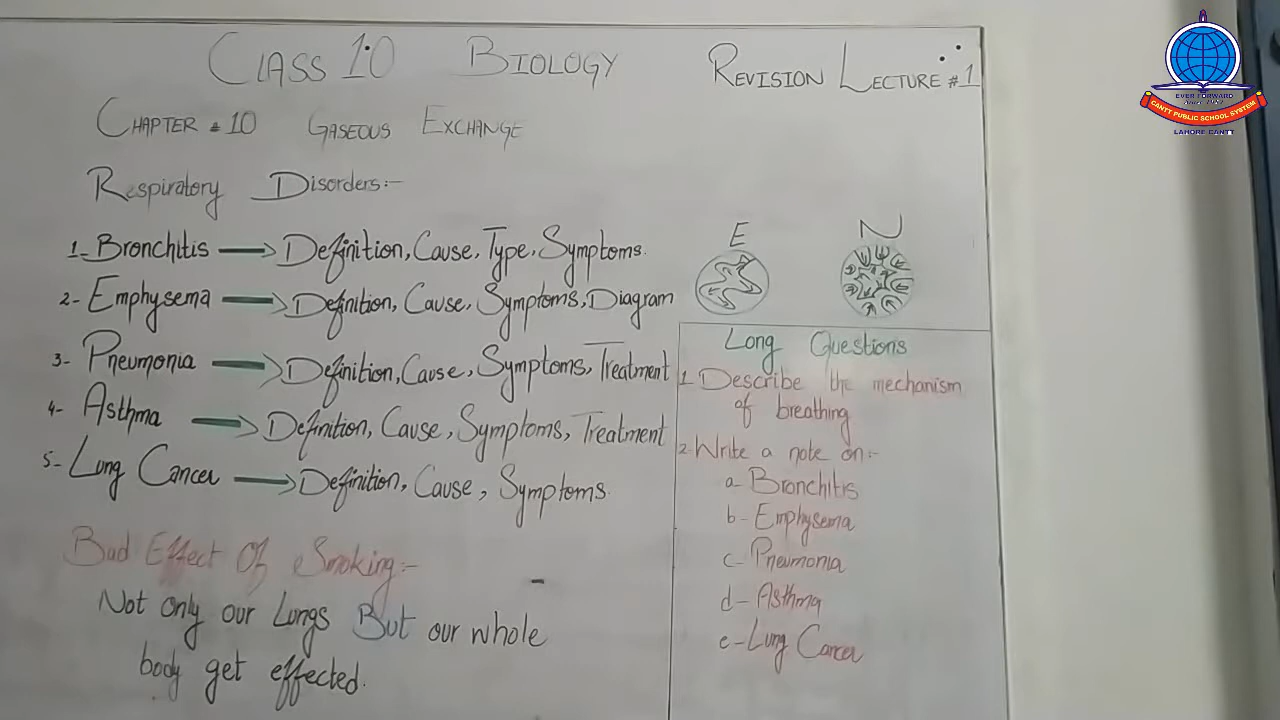 CLASS 10 BIOLOGY REVISION LECTURE #1
CHAPTER # 10 GASEOUS EXCHANGE
Respiratory Disorders:-
1- Bronchitis → Definition, Cause, Type, Symptoms.
2- Emphysema → Definition, Cause, Symptoms, Diagram
3- Pneumonia → Definition, Cause, Symptoms, Treatment
4- Asthma → Definition, Cause, Symptoms, Treatment
5- Lung Cancer → Definition, Cause, Symptoms.
Bad Effect Of Smoking:-
Not only our Lungs But our whole
body get effected.
E N
Long Questions
1. Describe the mechanism
of breathing
2. Write a note on:-
a- Bronchitis
b- Emphysema
c- Pneumonia
d- Asthma
e- Lung Cancer
EVER FORWARD
CANTT PUBLIC SCHOOL SYSTEM
LAHORE CANTT